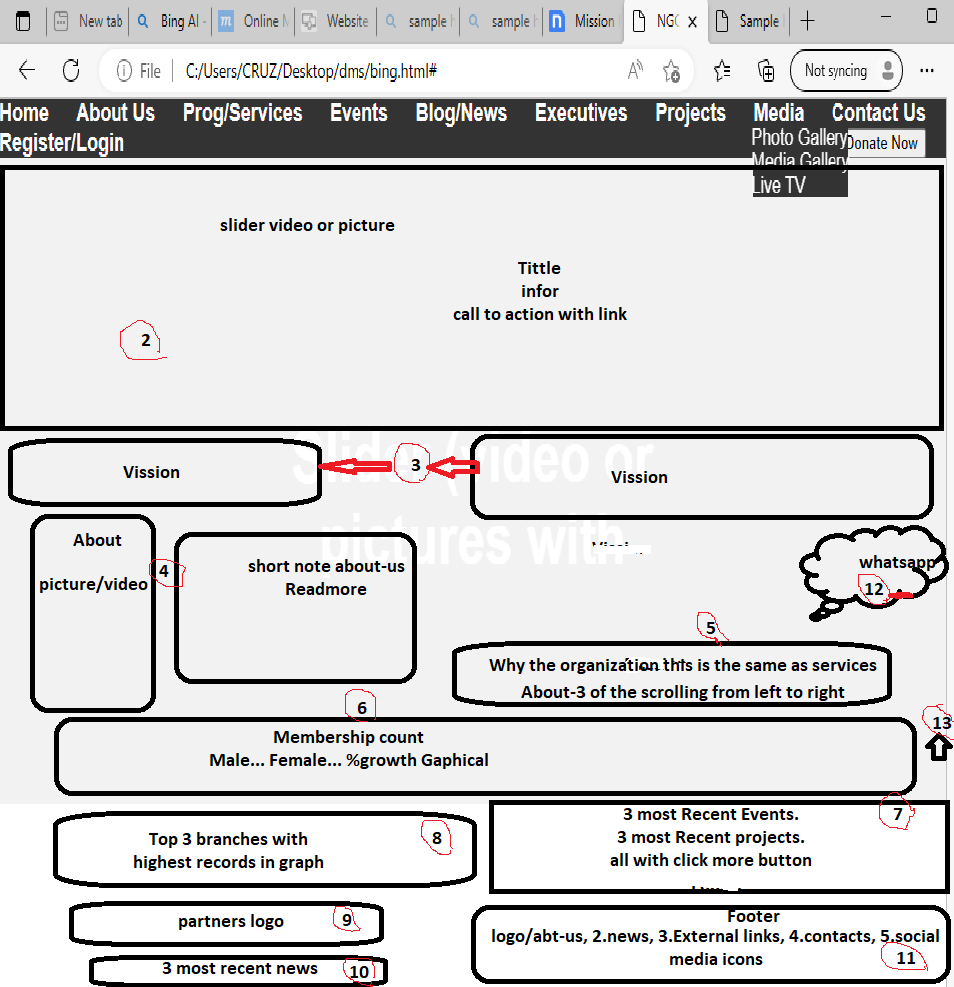 New tab
Bing AI -
Online M
Website
sample h
sample h
Mission
NGO
Sample
File
C:/Users/CRUZ/Desktop/dms/bing.html#
Not syncing
Home About Us Prog/Services Events Blog/News Executives Projects Media Contact Us
Register/Login
Photo Gallery
Donate Now
Media Gallery
Live TV
slider video or picture
Tittle
infor
call to action with link
2
Slider (video or
pictures with
Vission
3
Vission
About
picture/video
4
short note about-us
Readmore
whatsapp
12
5
Why the organization this is the same as services
About-3 of the scrolling from left to right
6
Membership count
Male... Female... %growth Gaphical
13
Top 3 branches with
highest records in graph
8
3 most Recent Events.
3 most Recent projects.
all with click more button
7
partners logo
9
3 most recent news
10
Footer
logo/abt-us, 2.news, 3.External links, 4.contacts, 5.social
media icons
11